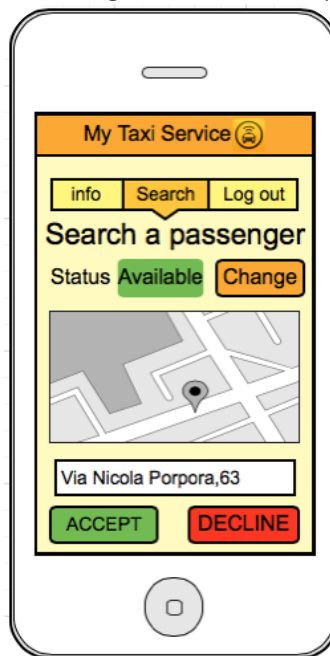 My Taxi Service
info Search Log out
Search a passenger
Status Available Change
Via Nicola Porpora,63
ACCEPT DECLINE